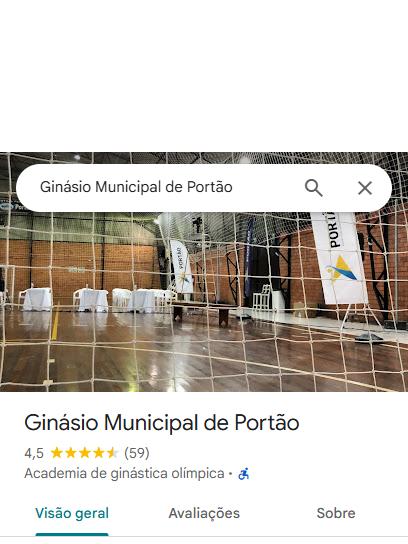 Ginásio Municipal de Portão
PORTÃO
PORTÃO
Ginásio Municipal de Portão
4,5 (59)
Academia de ginástica olímpica ·
Visão geral
Avaliações
Sobre